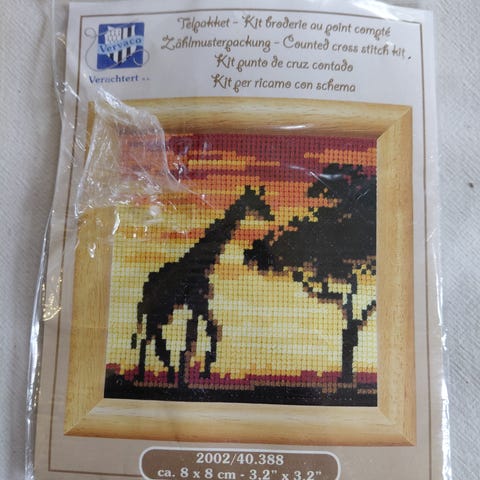 Vervaco
Verachtert n.v.
Telpakket - Kit broderie au point compté
Zählmusterpackung - Counted cross stitch kit
Kit punto de cruz contado
Kit per ricamo con schema
2002/40.388
ca. 8 x 8 cm - 3.2" x 3.2"